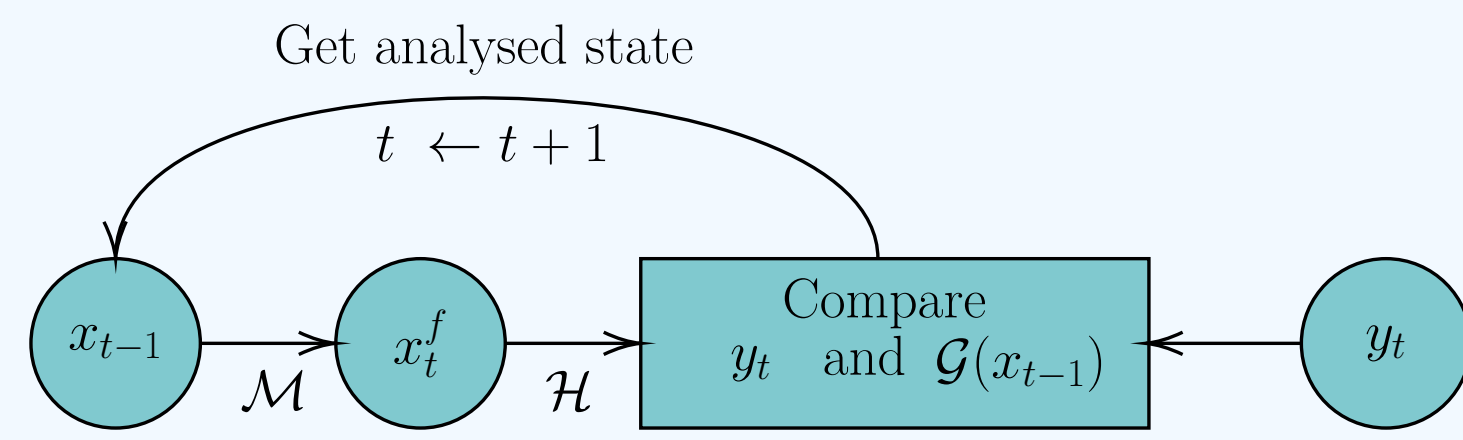 Get analysed state
t ← t + 1
x_{t−1}
x_t^f
Compare
y_t and 𝒢(x_{t−1})
y_t
ℳ
ℋ